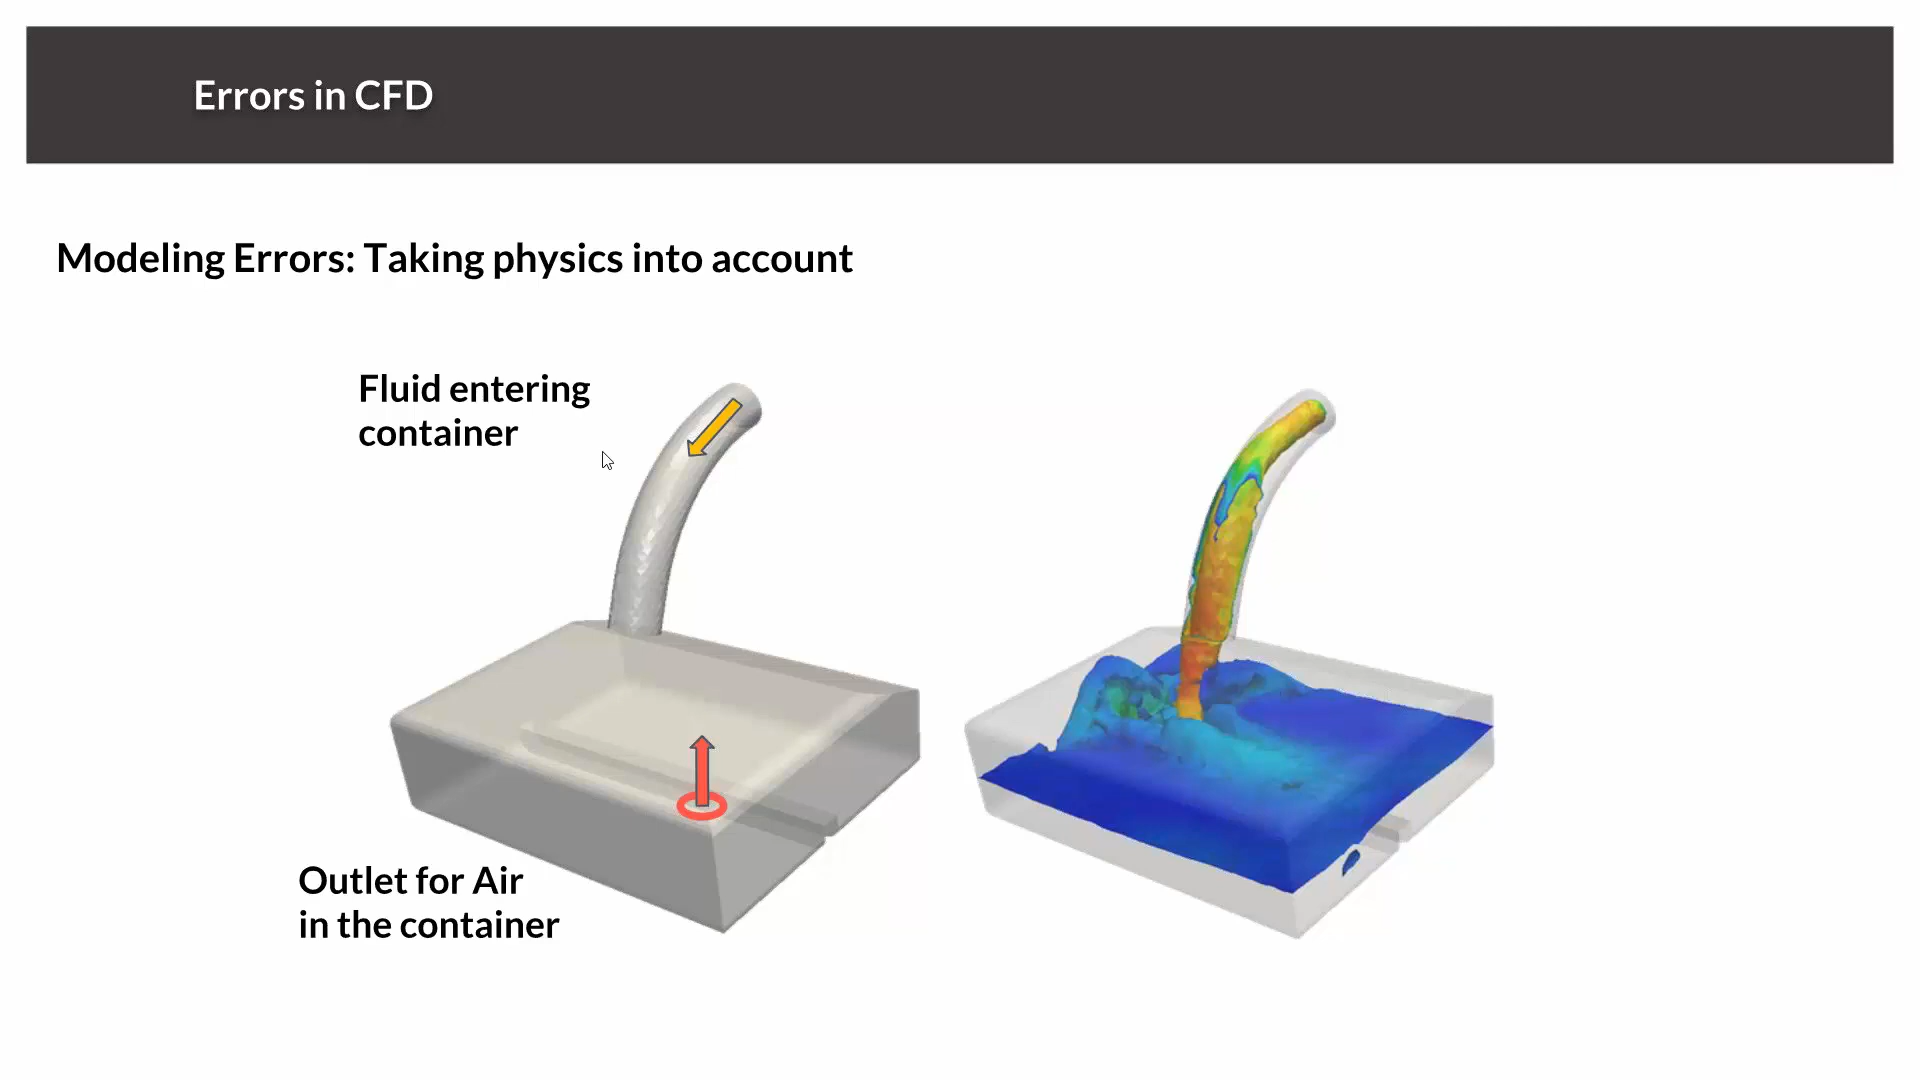 Errors in CFD
Modeling Errors: Taking physics into account
Fluid entering
container
Outlet for Air
in the container